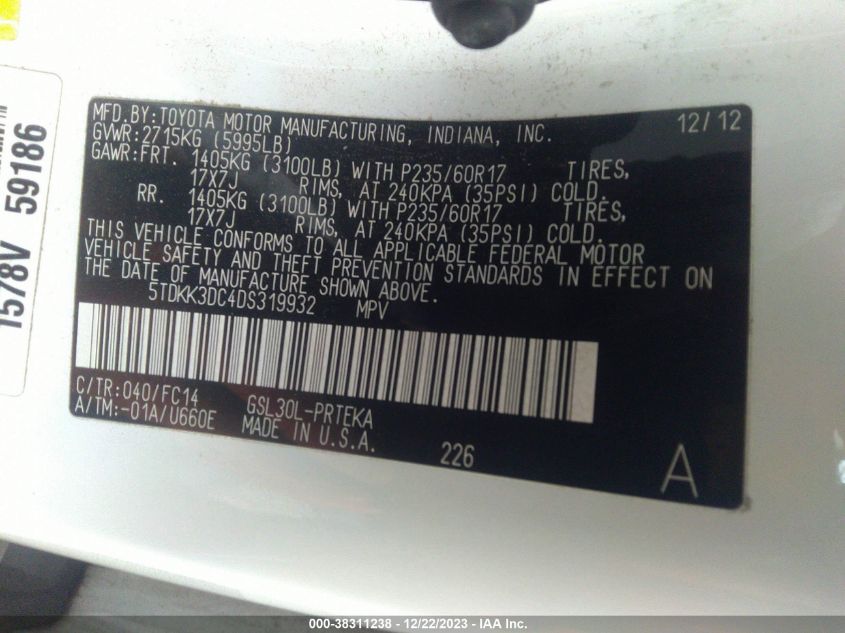 MFD.BY:TOYOTA MOTOR MANUFACTURING, INDIANA, INC. 12/12
GVWR:2715KG (5995LB)
GAWR:FRT. 1405KG (3100LB) WITH P235/60R17 TIRES,
17X7J RIMS, AT 240KPA (35PSI) COLD.
RR. 1405KG (3100LB) WITH P235/60R17 TIRES,
17X7J RIMS, AT 240KPA (35PSI) COLD.
THIS VEHICLE CONFORMS TO ALL APPLICABLE FEDERAL MOTOR
VEHICLE SAFETY AND THEFT PREVENTION STANDARDS IN EFFECT ON
THE DATE OF MANUFACTURE SHOWN ABOVE.
5TDKK3DC4DS319932 MPV
C/TR:040/FC14 GSL30L-PRTEKA
A/TM:-01A/U660E MADE IN U.S.A.
226
A
1578V 59186
000-38311238 - 12/22/2023 - IAA Inc.